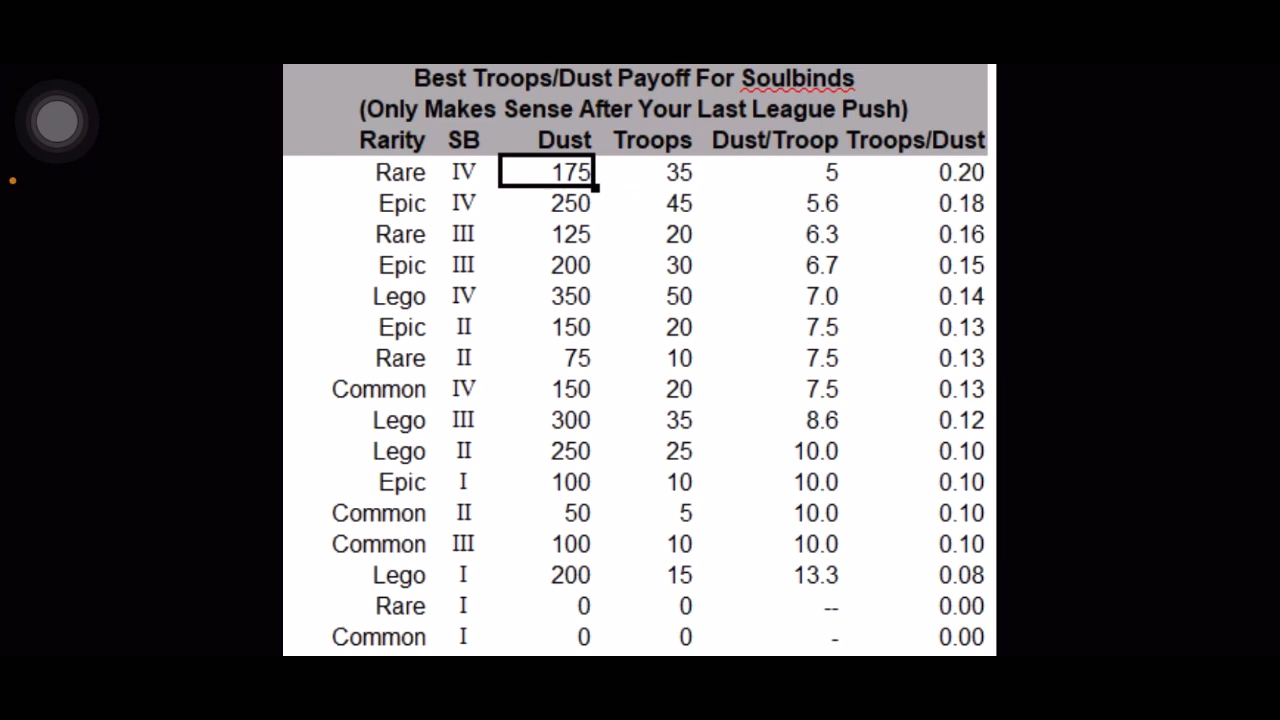 Best Troops/Dust Payoff For Soulbinds
(Only Makes Sense After Your Last League Push)
Rarity SB Dust Troops Dust/Troop Troops/Dust
Rare IV 175 35 5 0.20
Epic IV 250 45 5.6 0.18
Rare III 125 20 6.3 0.16
Epic III 200 30 6.7 0.15
Lego IV 350 50 7.0 0.14
Epic II 150 20 7.5 0.13
Rare II 75 10 7.5 0.13
Common IV 150 20 7.5 0.13
Lego III 300 35 8.6 0.12
Lego II 250 25 10.0 0.10
Epic I 100 10 10.0 0.10
Common II 50 5 10.0 0.10
Common III 100 10 10.0 0.10
Lego I 200 15 13.3 0.08
Rare I 0 0 -- 0.00
Common I 0 0 - 0.00